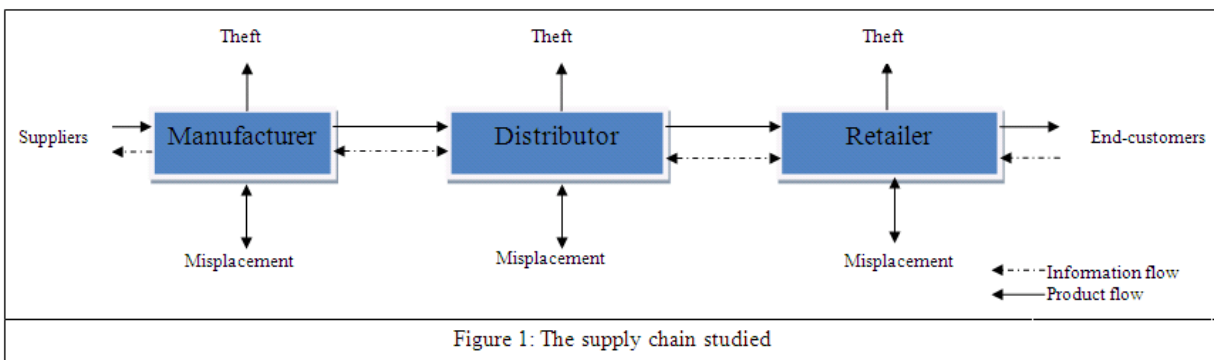 Theft Theft Theft
Suppliers Manufacturer Distributor Retailer End-customers
Misplacement Misplacement Misplacement
Information flow
Product flow
Figure 1: The supply chain studied